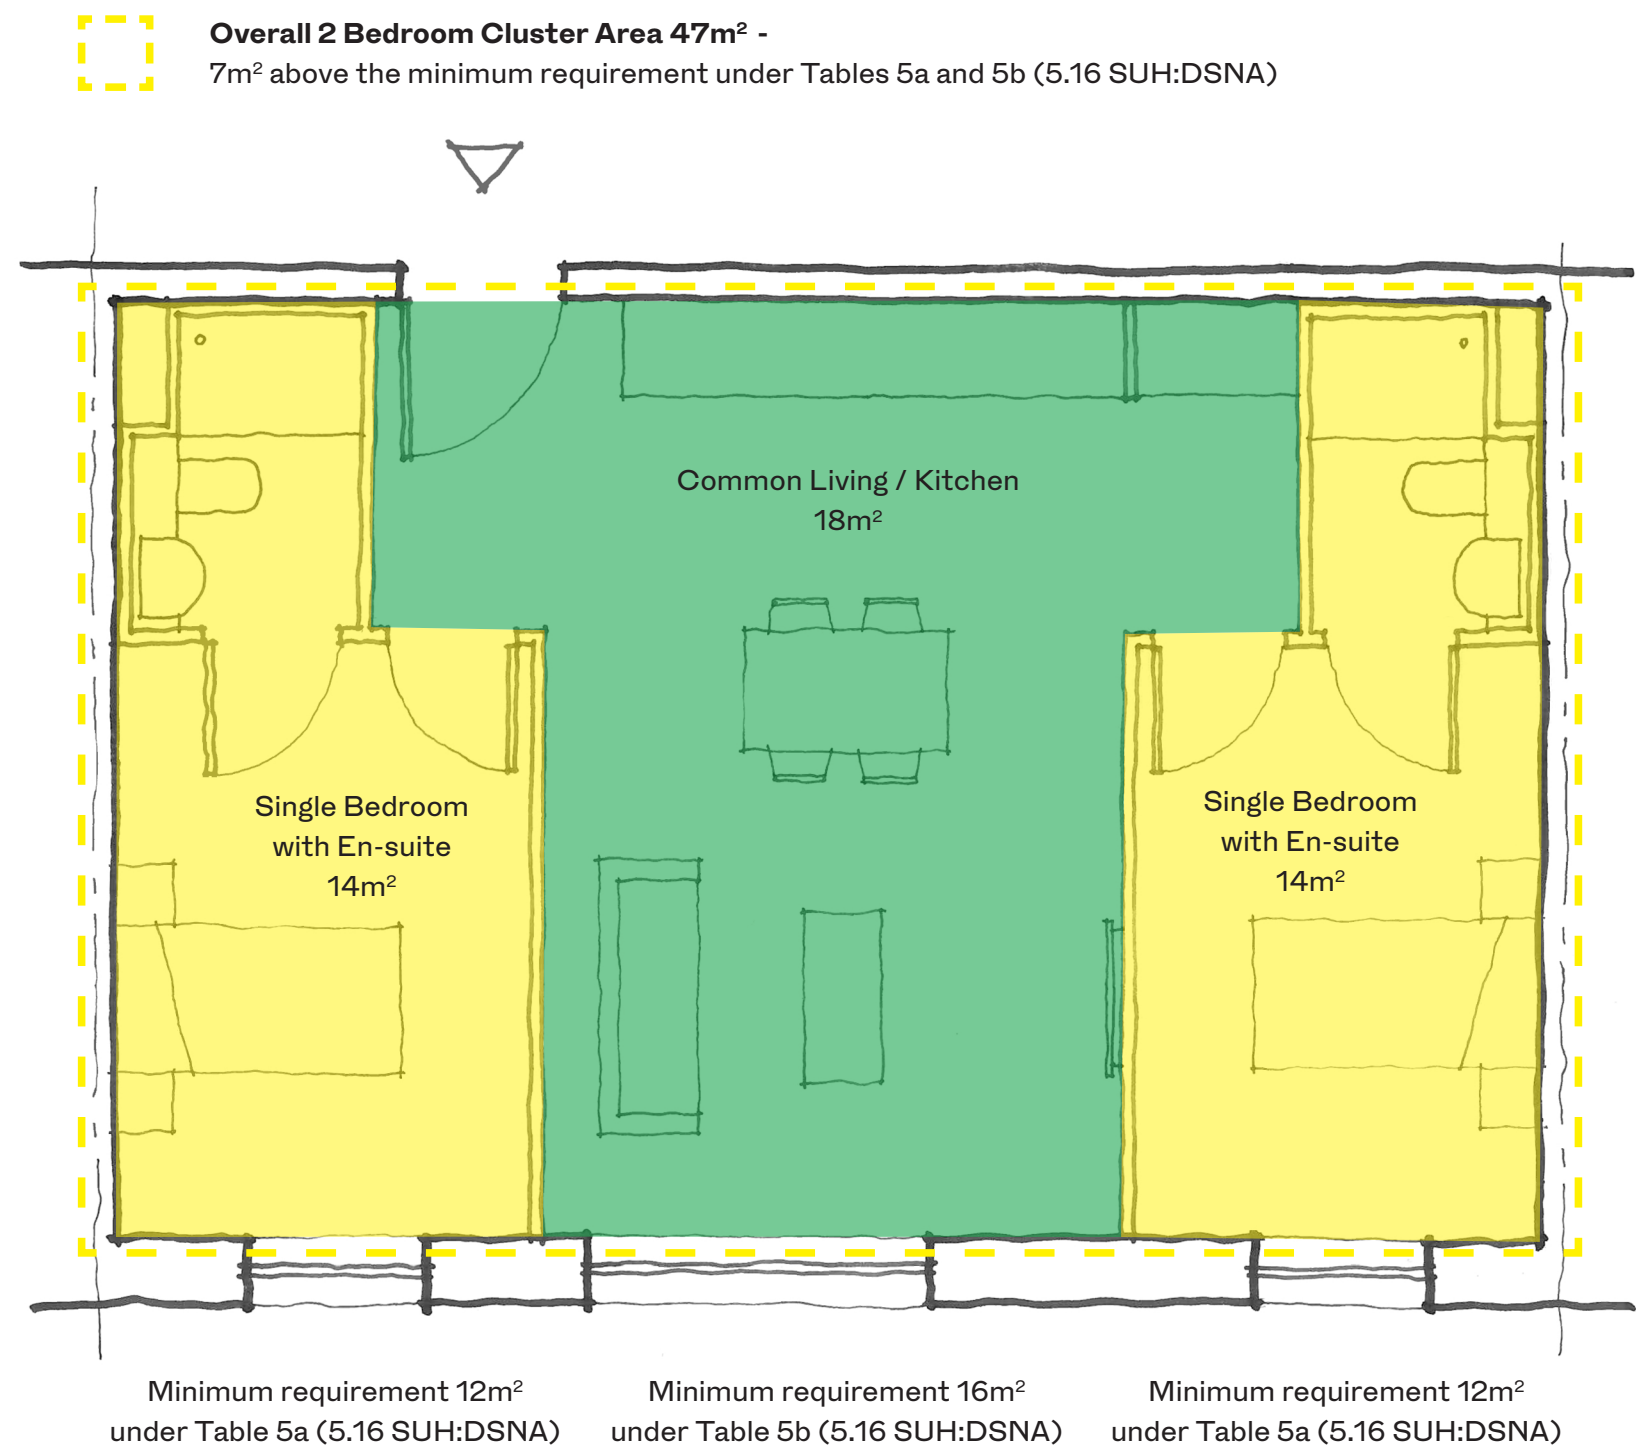 Overall 2 Bedroom Cluster Area 47m² -
7m² above the minimum requirement under Tables 5a and 5b (5.16 SUH:DSNA)
Common Living / Kitchen
18m²
Single Bedroom
with En-suite
14m²
Single Bedroom
with En-suite
14m²
Minimum requirement 12m²
under Table 5a (5.16 SUH:DSNA)
Minimum requirement 16m²
under Table 5b (5.16 SUH:DSNA)
Minimum requirement 12m²
under Table 5a (5.16 SUH:DSNA)